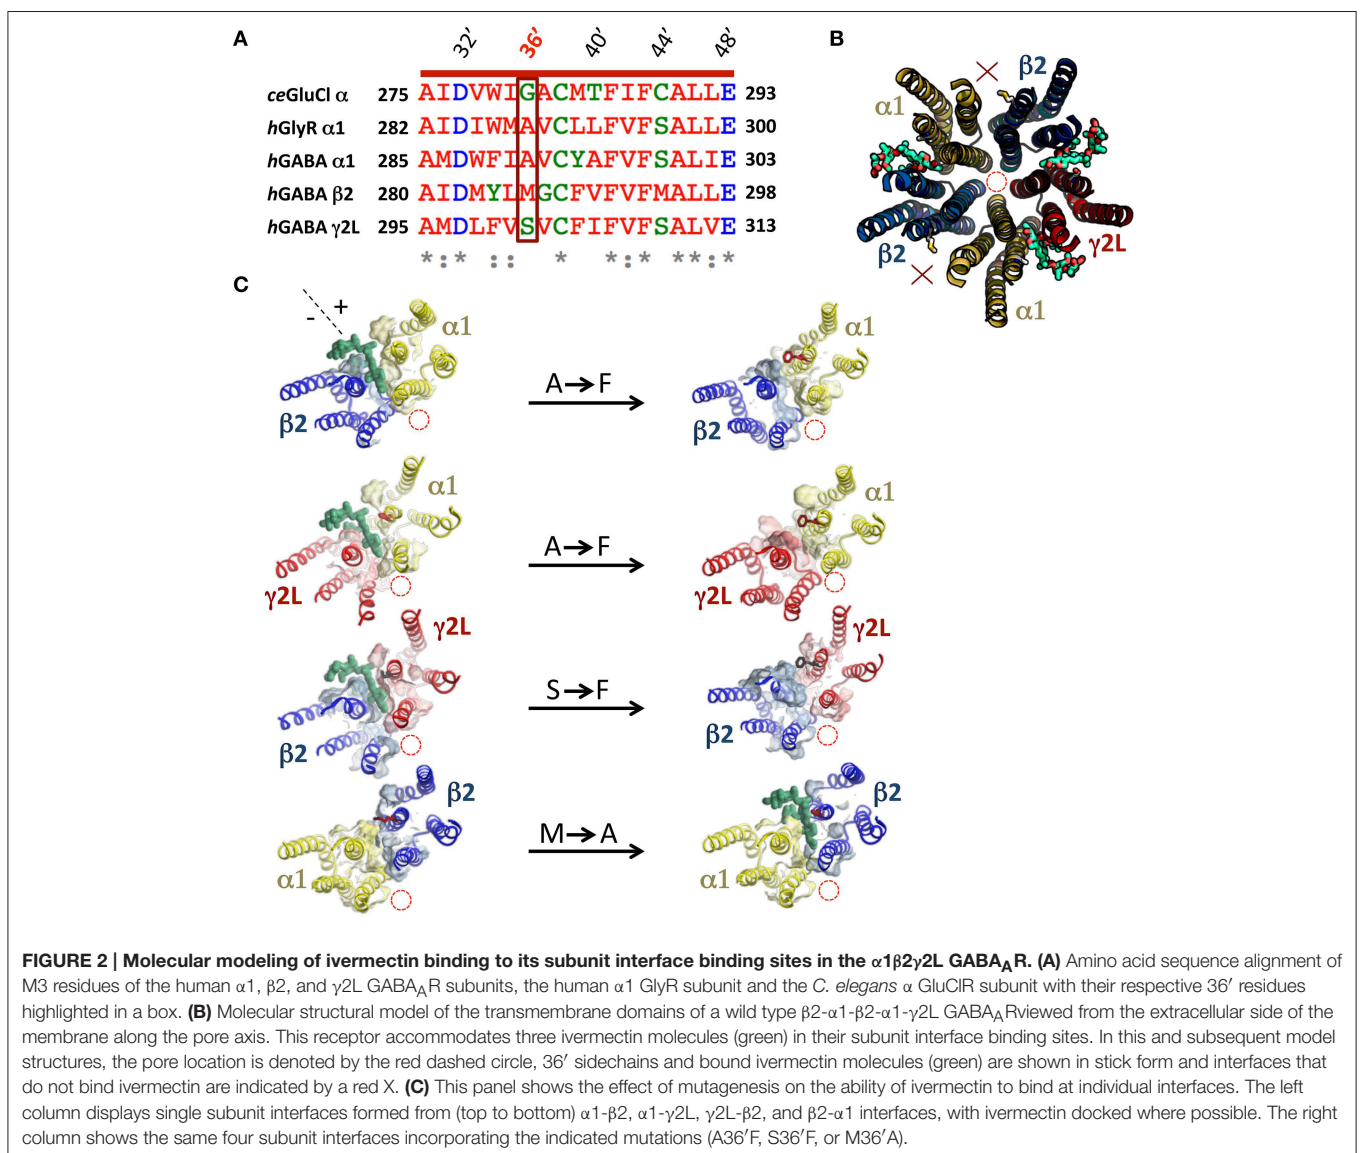 A
32′ 36′ 40′ 44′ 48′
ceGluCl α 275 AIDVWIGACMTFIFCALLE 293
hGlyR α1 282 AIDIWMAVCLLFVFSALLE 300
hGABA α1 285 AMDWFIAVCYAFVFSALIE 303
hGABA β2 280 AIDMYLMGCFVFVFMALLE 298
hGABA γ2L 295 AMDLFVSVCFIFVFSALVE 313
*:* :: * *:* **:*
B
β2
α1
γ2L
β2
α1
C
- +
α1
β2
A→F
α1
β2
α1
γ2L
A→F
α1
γ2L
γ2L
β2
S→F
γ2L
β2
β2
α1
M→A
β2
α1
FIGURE 2 | Molecular modeling of ivermectin binding to its subunit interface binding sites in the α1β2γ2L GABAAR. (A) Amino acid sequence alignment of
M3 residues of the human α1, β2, and γ2L GABAAR subunits, the human α1 GlyR subunit and the C. elegans α GluClR subunit with their respective 36′ residues
highlighted in a box. (B) Molecular structural model of the transmembrane domains of a wild type β2-α1-β2-α1-γ2L GABAARviewed from the extracellular side of the
membrane along the pore axis. This receptor accommodates three ivermectin molecules (green) in their subunit interface binding sites. In this and subsequent model
structures, the pore location is denoted by the red dashed circle, 36′ sidechains and bound ivermectin molecules (green) are shown in stick form and interfaces that
do not bind ivermectin are indicated by a red X. (C) This panel shows the effect of mutagenesis on the ability of ivermectin to bind at individual interfaces. The left
column displays single subunit interfaces formed from (top to bottom) α1-β2, α1-γ2L, γ2L-β2, and β2-α1 interfaces, with ivermectin docked where possible. The right
column shows the same four subunit interfaces incorporating the indicated mutations (A36′F, S36′F, or M36′A).